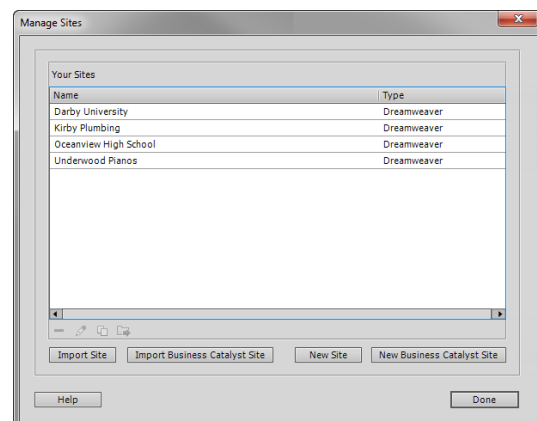 Manage Sites
Your Sites
Name Type
Darby University Dreamweaver
Kirby Plumbing Dreamweaver
Oceanview High School Dreamweaver
Underwood Pianos Dreamweaver
Import Site Import Business Catalyst Site New Site New Business Catalyst Site
Help Done